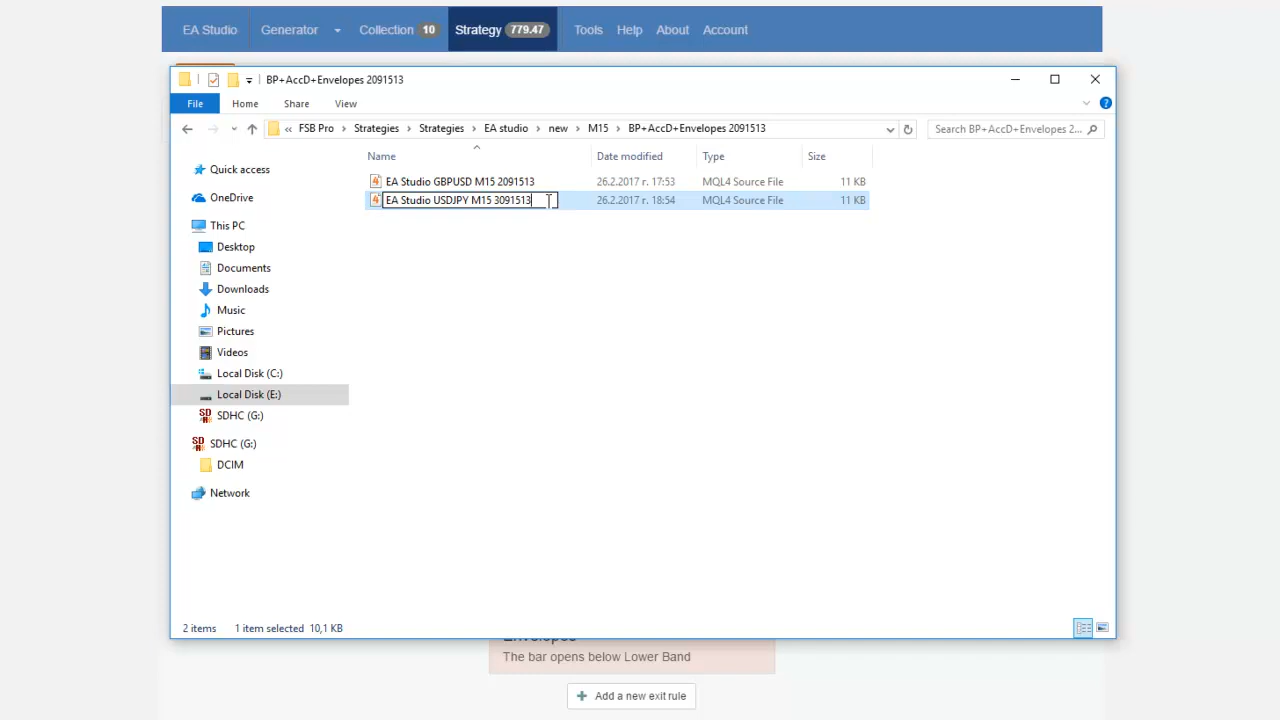 EA Studio Generator Collection 10 Strategy 779.47 Tools Help About Account
BP+AccD+Envelopes 2091513
File Home Share View
« FSB Pro > Strategies > Strategies > EA studio > new > M15 > BP+AccD+Envelopes 2091513 Search BP+AccD+Envelopes 2...
Name Date modified Type Size
EA Studio GBPUSD M15 2091513 26.2.2017 г. 17:53 MQL4 Source File 11 KB
EA Studio USDJPY M15 3091513 26.2.2017 г. 18:54 MQL4 Source File 11 KB
Quick access
OneDrive
This PC
Desktop
Documents
Downloads
Music
Pictures
Videos
Local Disk (C:)
Local Disk (E:)
SDHC (G:)
SDHC (G:)
DCIM
Network
2 items 1 item selected 10,1 KB
Envelopes
The bar opens below Lower Band
Add a new exit rule